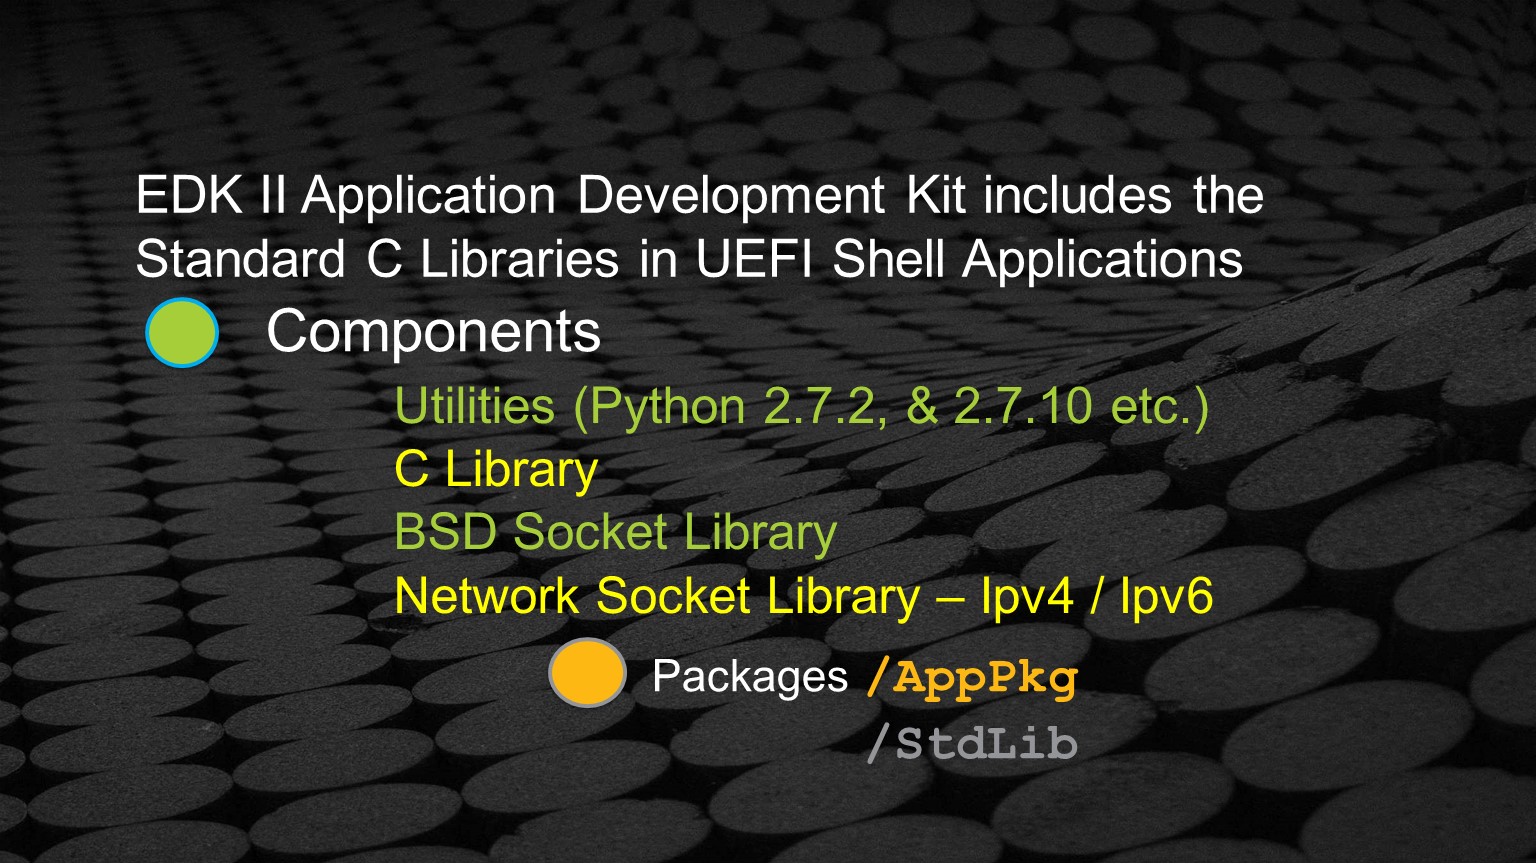 EDK II Application Development Kit includes the
Standard C Libraries in UEFI Shell Applications
Components
Utilities (Python 2.7.2, & 2.7.10 etc.)
C Library
BSD Socket Library
Network Socket Library – Ipv4 / Ipv6
Packages /AppPkg
/StdLib